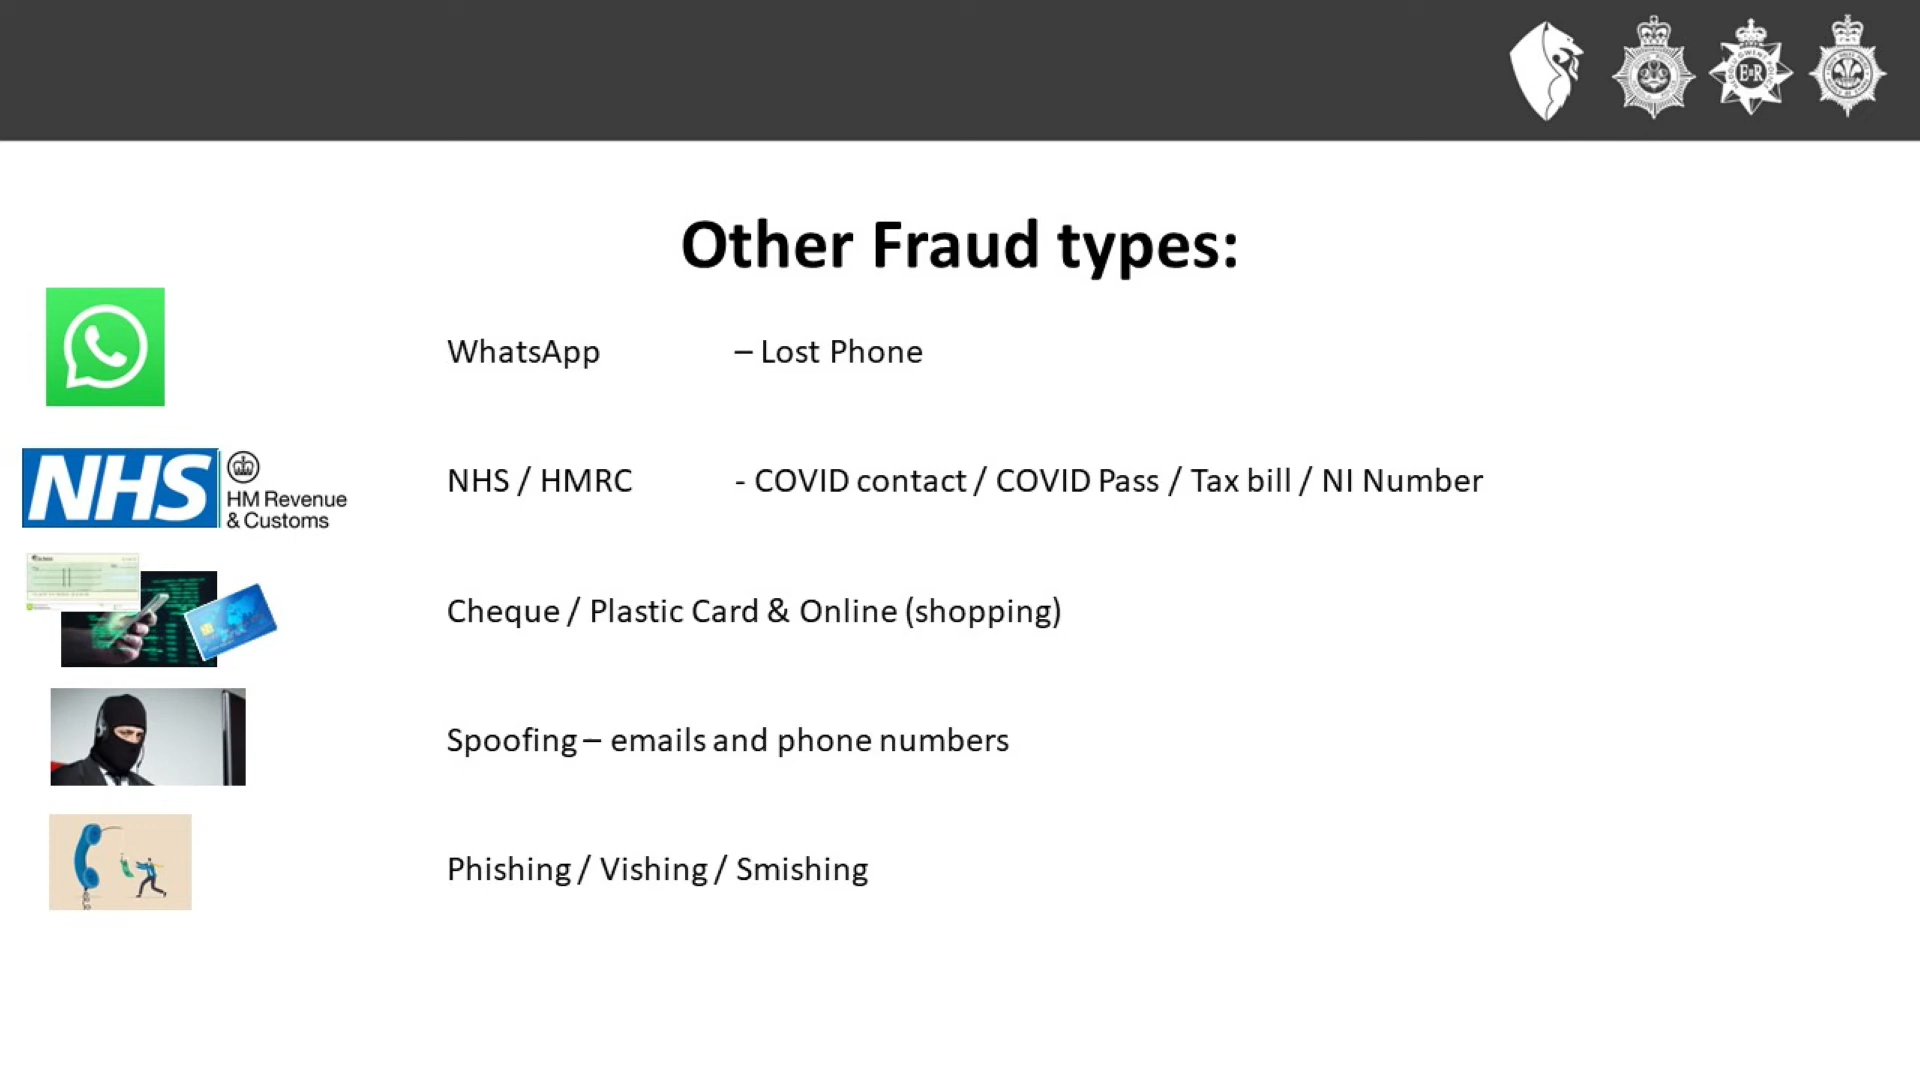 Other Fraud types:
WhatsApp – Lost Phone
NHS
HM Revenue
& Customs
NHS / HMRC - COVID contact / COVID Pass / Tax bill / NI Number
Cheque / Plastic Card & Online (shopping)
Spoofing – emails and phone numbers
Phishing / Vishing / Smishing